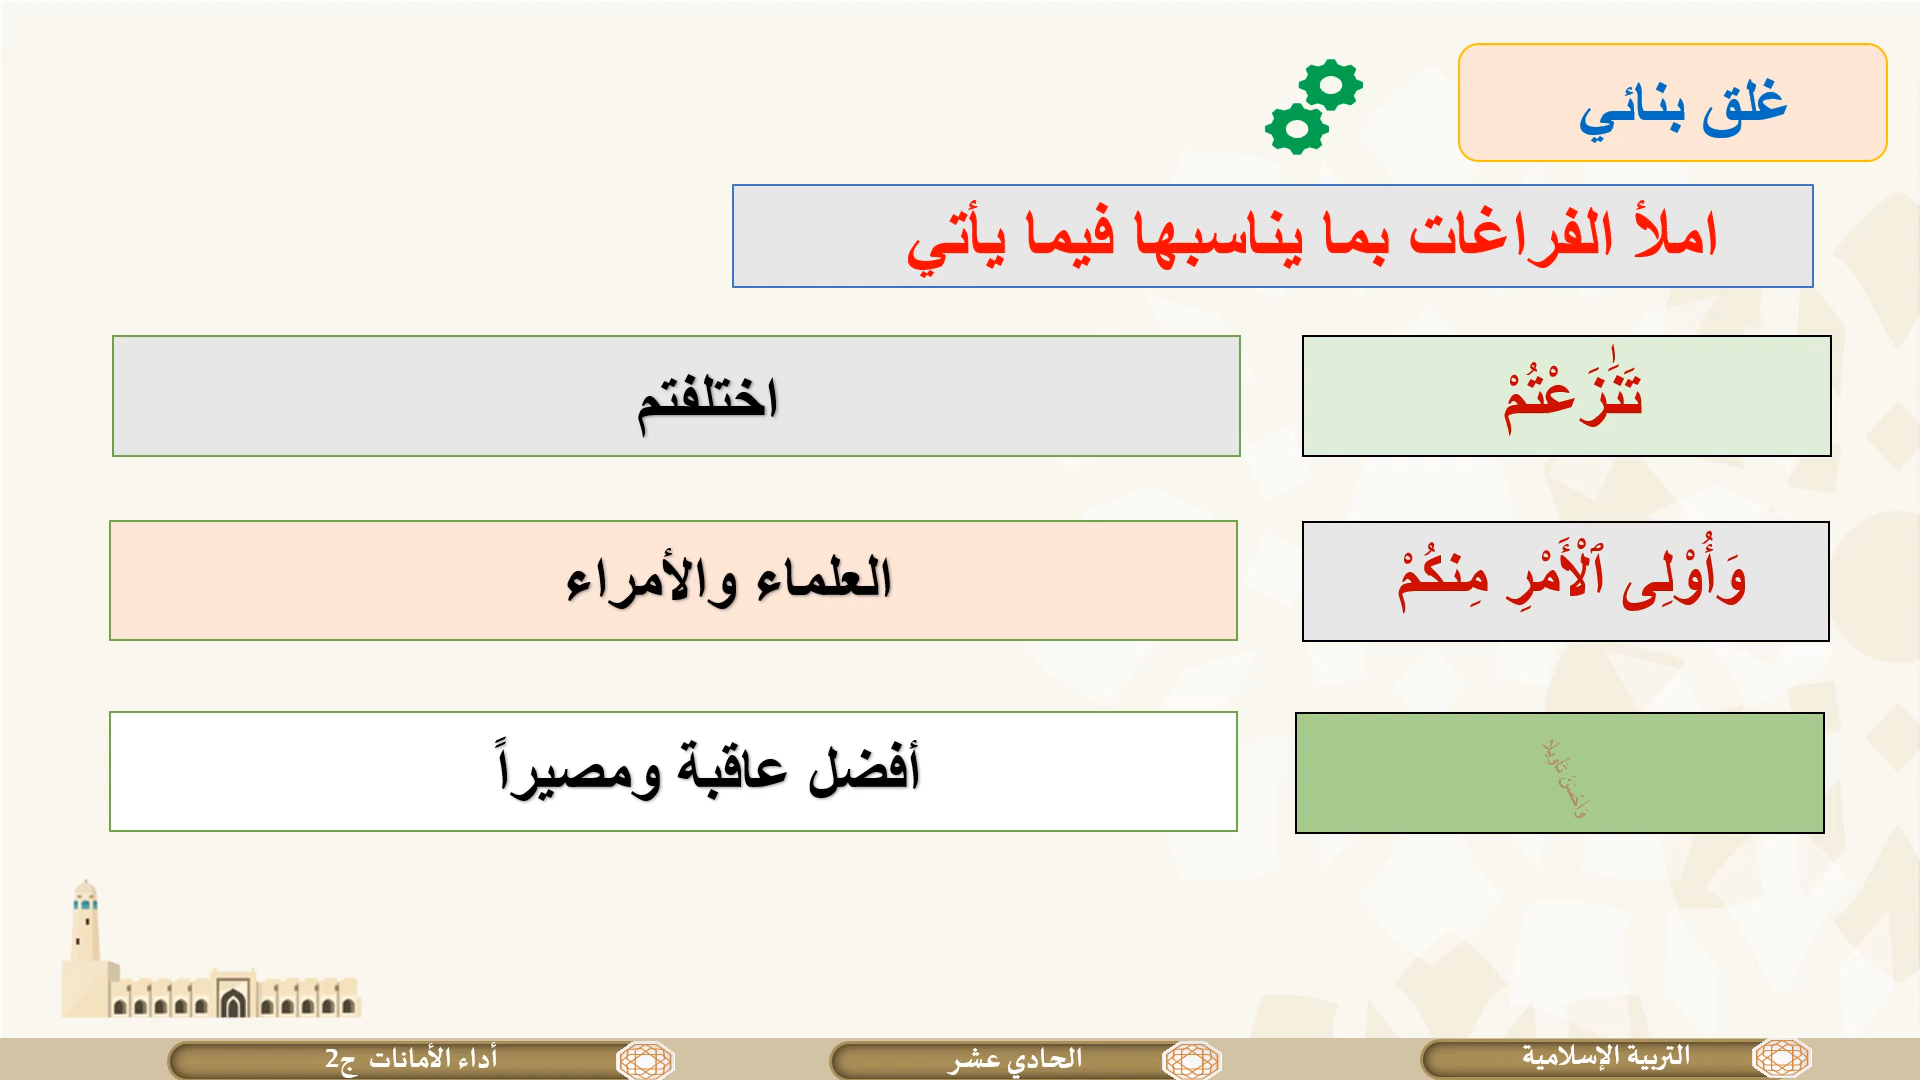 غلق بنائي
املأ الفراغات بما يناسبها فيما يأتي
تَنَٰزَعْتُمْ
اختلفتم
وَأُوْلِى ٱلْأَمْرِ مِنكُمْ
العلماء والأمراء
وَأَحْسَنُ تَأْوِيلًا
أفضل عاقبة ومصيراً
التربية الإسلامية
الحادي عشر
أداء الأمانات ج2